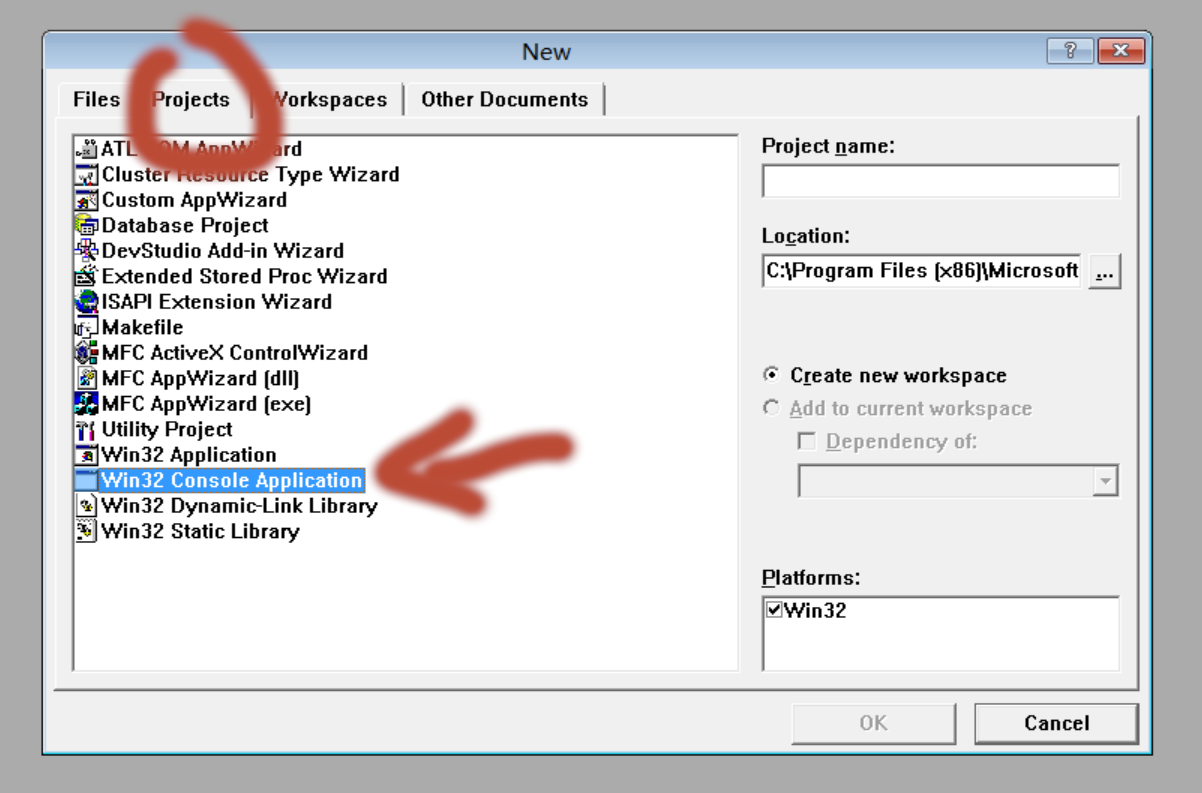 New
Files Projects Workspaces Other Documents
ATL COM AppWizard
Cluster Resource Type Wizard
Custom AppWizard
Database Project
DevStudio Add-in Wizard
Extended Stored Proc Wizard
ISAPI Extension Wizard
Makefile
MFC ActiveX ControlWizard
MFC AppWizard (dll)
MFC AppWizard (exe)
Utility Project
Win32 Application
Win32 Console Application
Win32 Dynamic-Link Library
Win32 Static Library
Project name:
Location:
C:\Program Files (x86)\Microsoft ...
Create new workspace
Add to current workspace
Dependency of:
Platforms:
Win32
OK Cancel